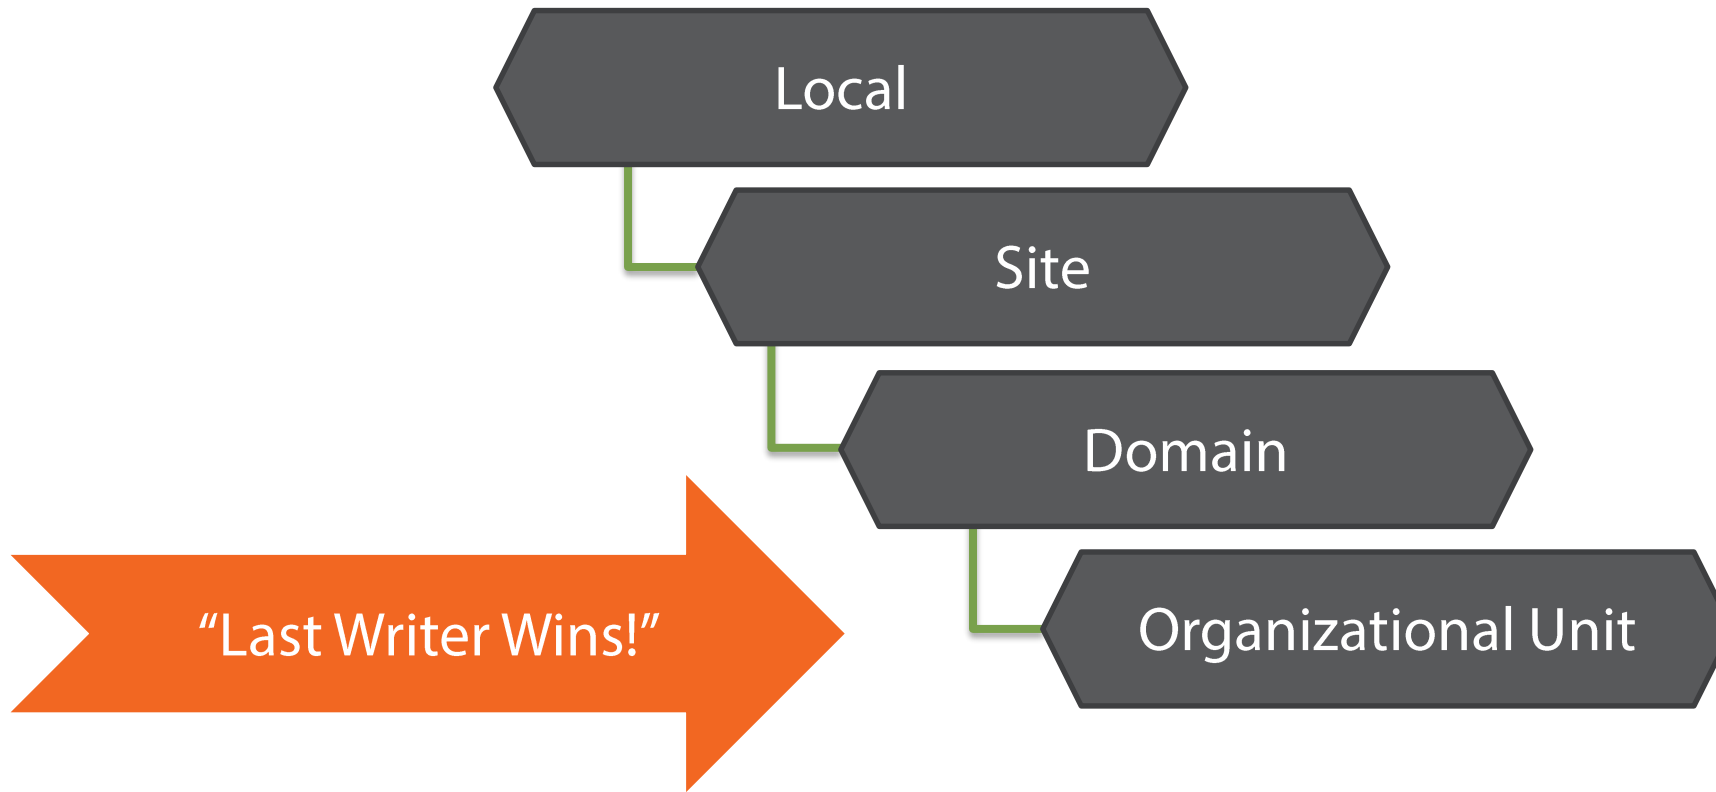 Local
Site
Domain
“Last Writer Wins!”
Organizational Unit